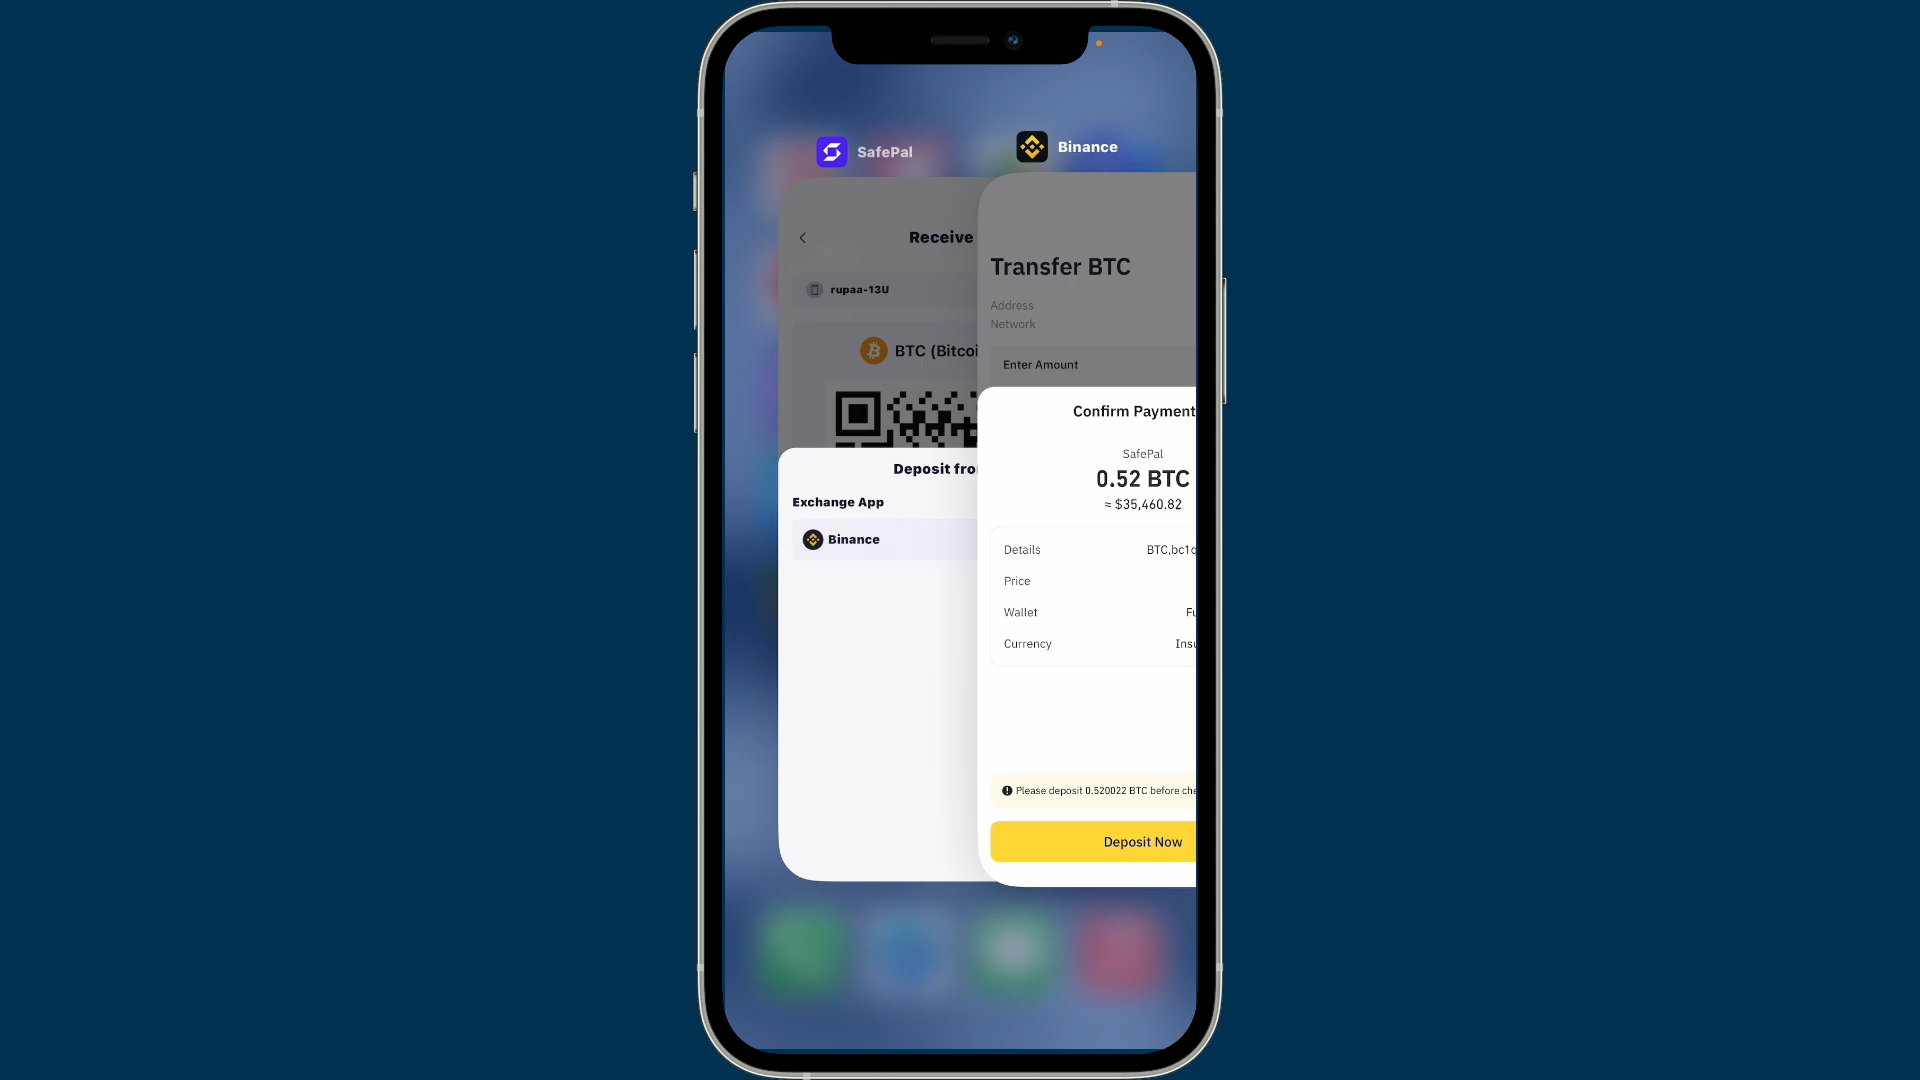 SafePal
Receive
rupaa-13U
BTC (Bitcoi
Deposit fro
Exchange App
Binance
Binance
Transfer BTC
Address
Network
Enter Amount
Confirm Payment
SafePal
0.52 BTC
≈ $35,460.82
Details BTC,bc1q
Price
Wallet Fu
Currency Insu
Please deposit 0.520022 BTC before che
Deposit Now